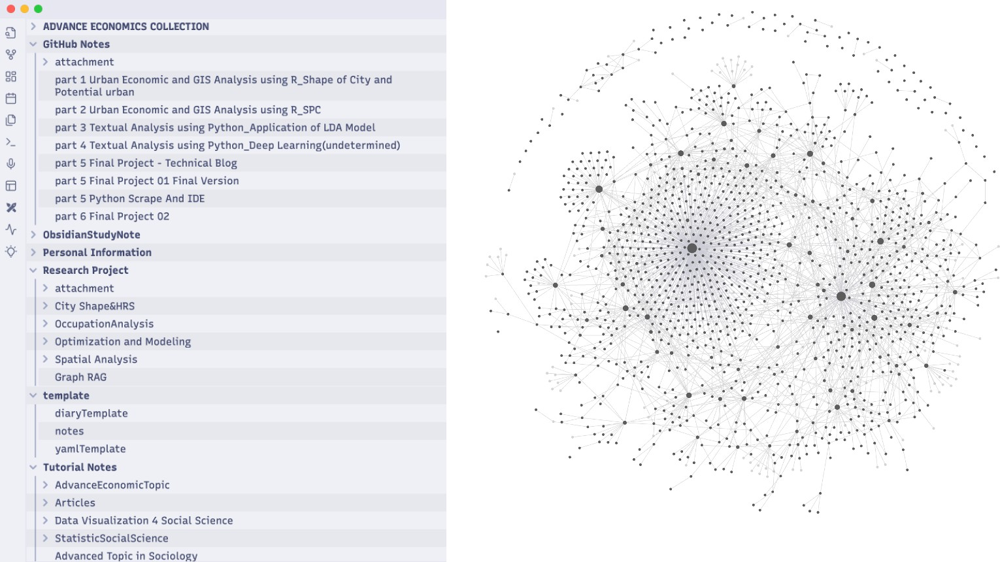 ADVANCE ECONOMICS COLLECTION
GitHub Notes
attachment
part 1 Urban Economic and GIS Analysis using R_Shape of City and
Potential urban
part 2 Urban Economic and GIS Analysis using R_SPC
part 3 Textual Analysis using Python_Application of LDA Model
part 4 Textual Analysis using Python_Deep Learning(undetermined)
part 5 Final Project - Technical Blog
part 5 Final Project 01 Final Version
part 5 Python Scrape And IDE
part 6 Final Project 02
ObsidianStudyNote
Personal Information
Research Project
attachment
City Shape&HRS
OccupationAnalysis
Optimization and Modeling
Spatial Analysis
Graph RAG
template
diaryTemplate
notes
yamlTemplate
Tutorial Notes
AdvanceEconomicTopic
Articles
Data Visualization 4 Social Science
StatisticSocialScience
Advanced Topic in Sociology